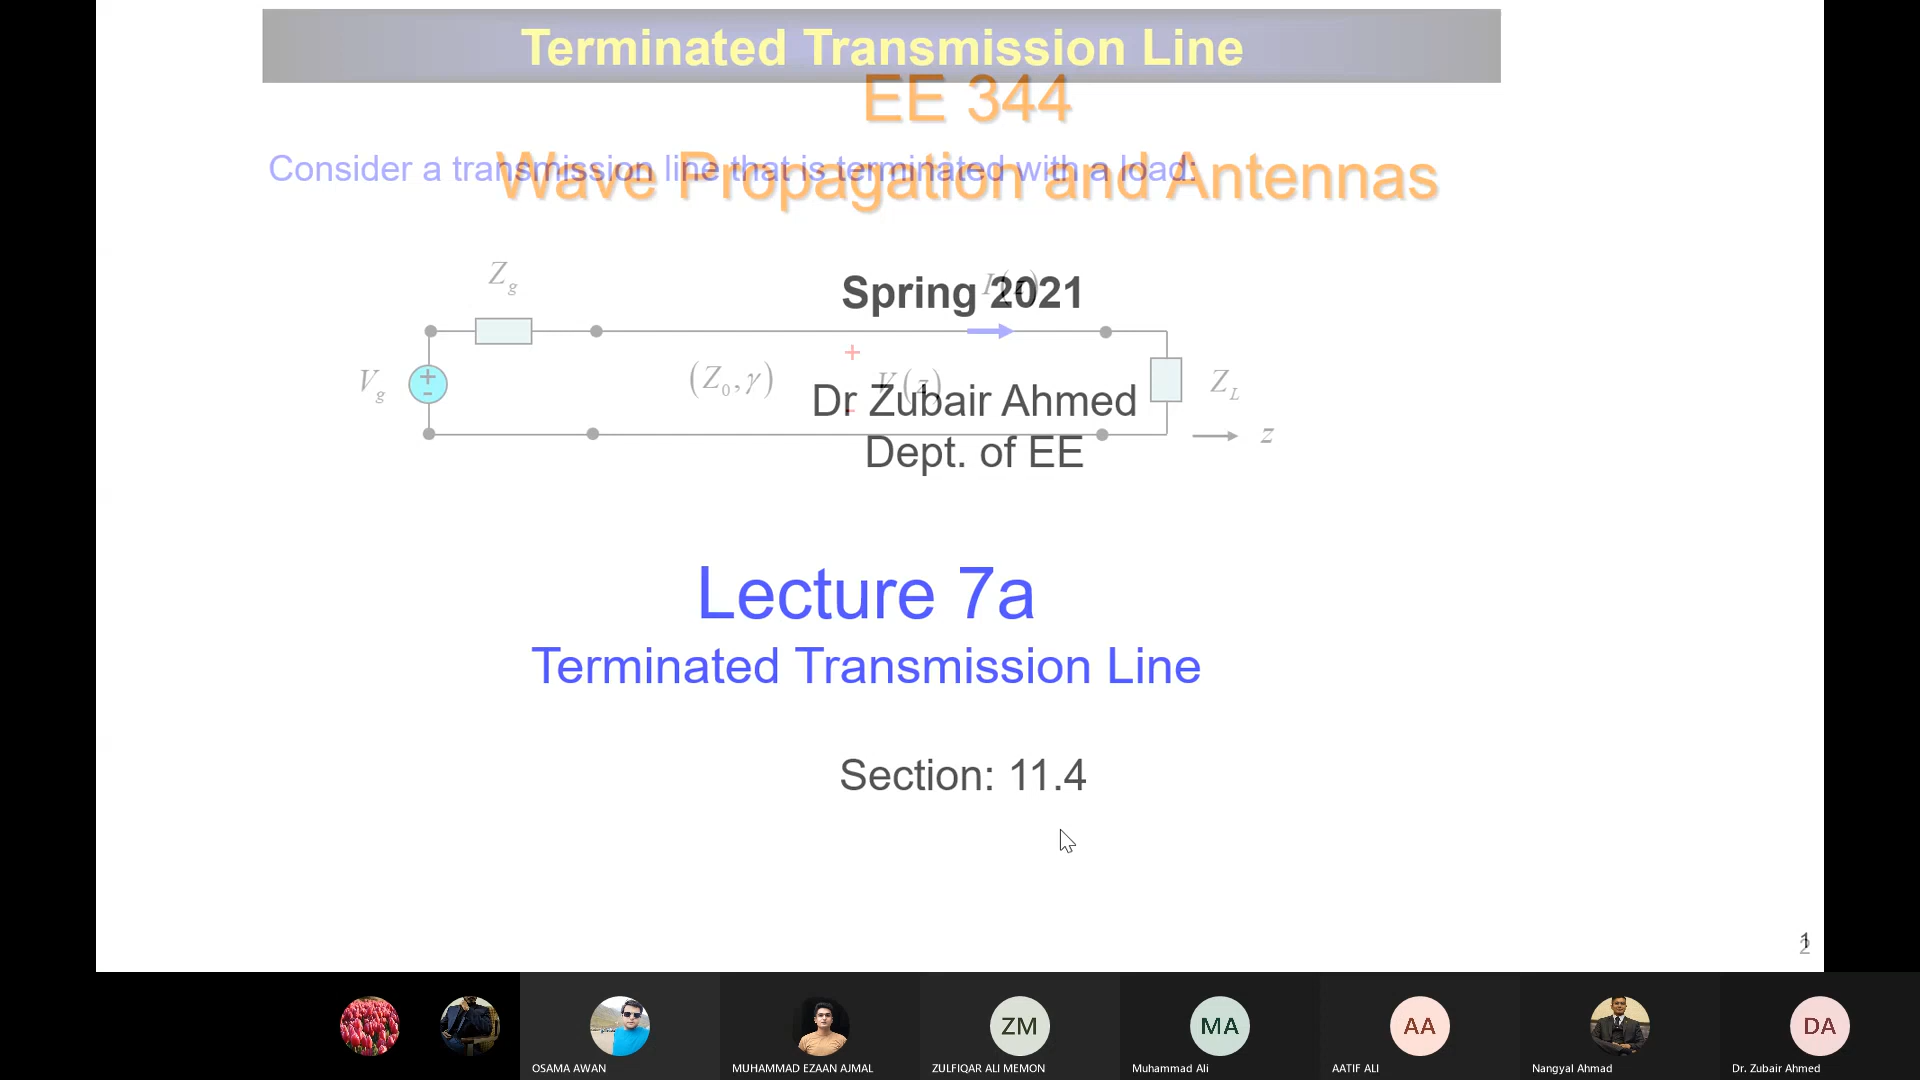 Terminated Transmission Line
EE 344
Consider a transmission line that is terminated with a load:
Wave Propagation and Antennas
Z_g
I(z)
Spring 2021
+
V_g
+
-
(Z_0, γ)
V(z)
-
Z_L
Dr Zubair Ahmed
z
Dept. of EE
Lecture 7a
Terminated Transmission Line
Section: 11.4
1
2
ZM
MA
AA
DA
OSAMA AWAN
MUHAMMAD EZAAN AJMAL
ZULFIQAR ALI MEMON
Muhammad Ali
AATIF ALI
Nangyal Ahmad
Dr. Zubair Ahmed